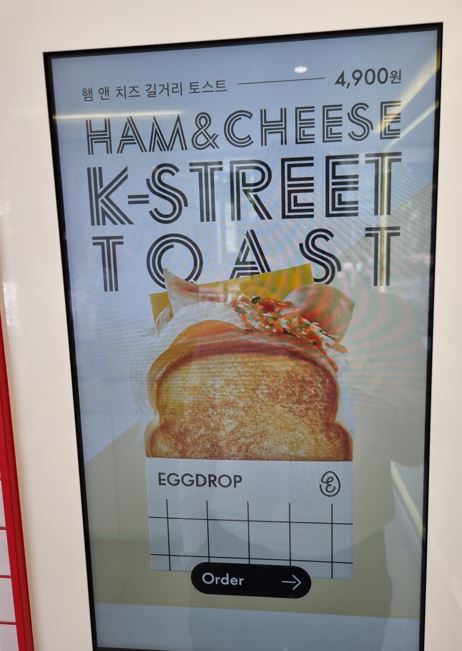 햄 앤 치즈 길거리 토스트 4,900원
HAM & CHEESE
K-STREET
TOAST
EGGDROP
Order →